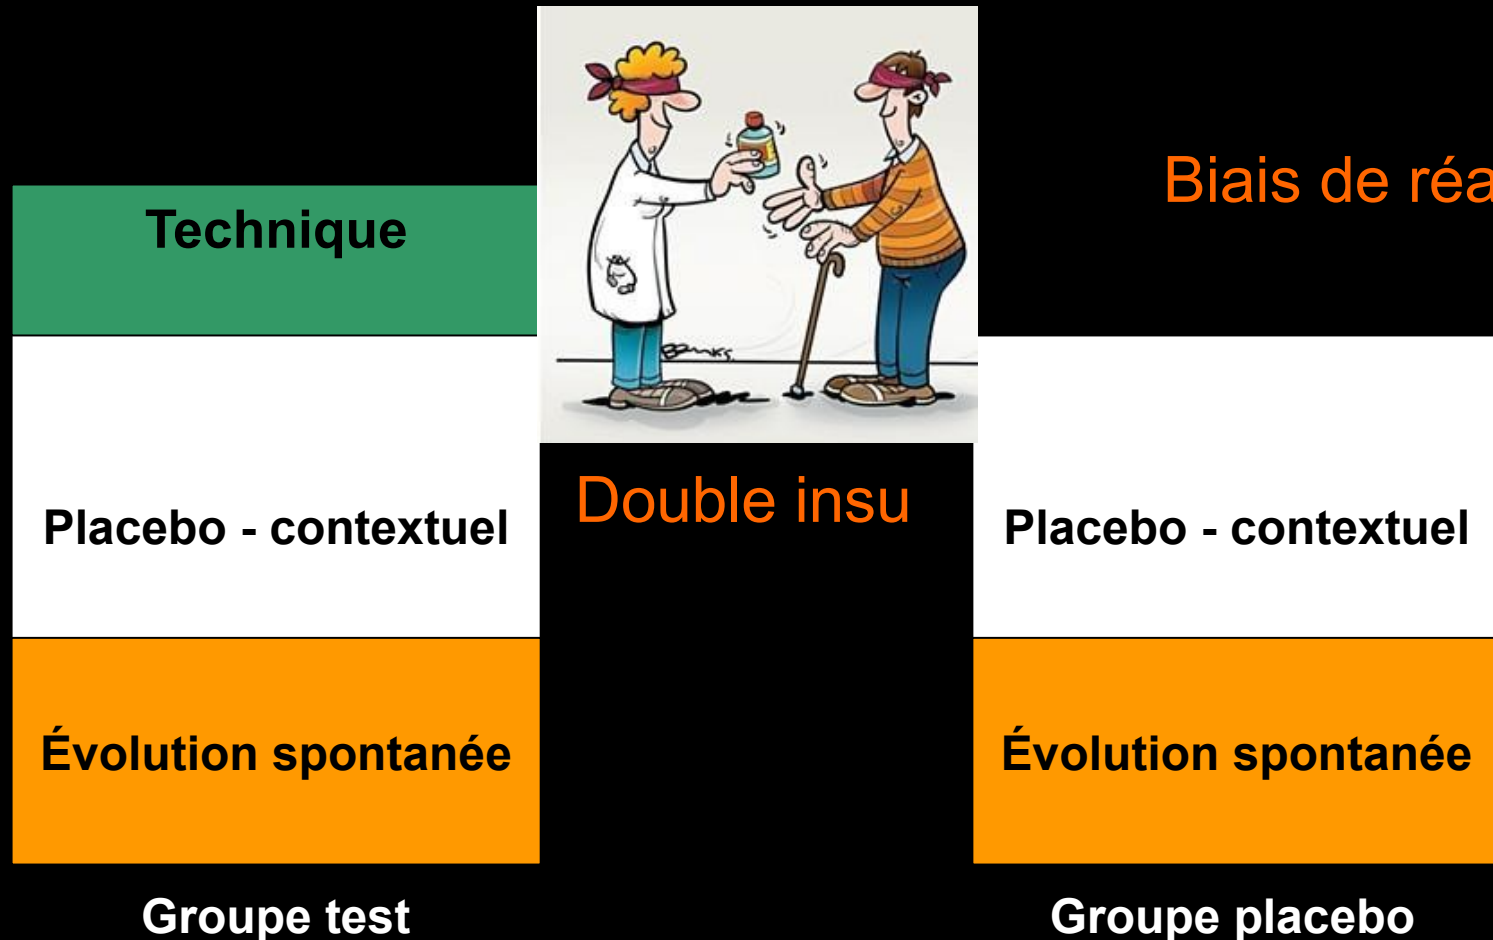 Biais de réa
Technique
Double insu
Placebo - contextuel
Placebo - contextuel
Évolution spontanée
Évolution spontanée
Groupe test
Groupe placebo